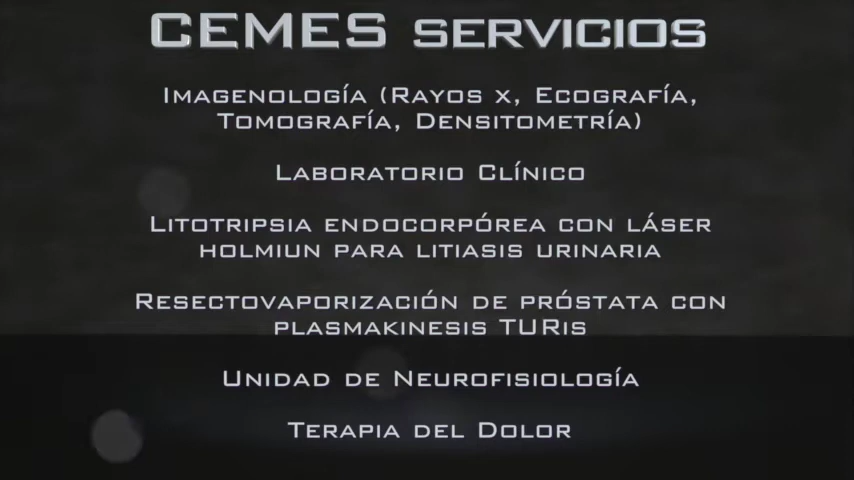 CEMES SERVICIOS
Imagenología (Rayos x, Ecografía,
Tomografía, Densitometría)
Laboratorio Clínico
Litotripsia endocorpórea con láser
holmiun para litiasis urinaria
Resectovaporización de próstata con
plasmakinesis TURis
Unidad de Neurofisiología
Terapia del Dolor